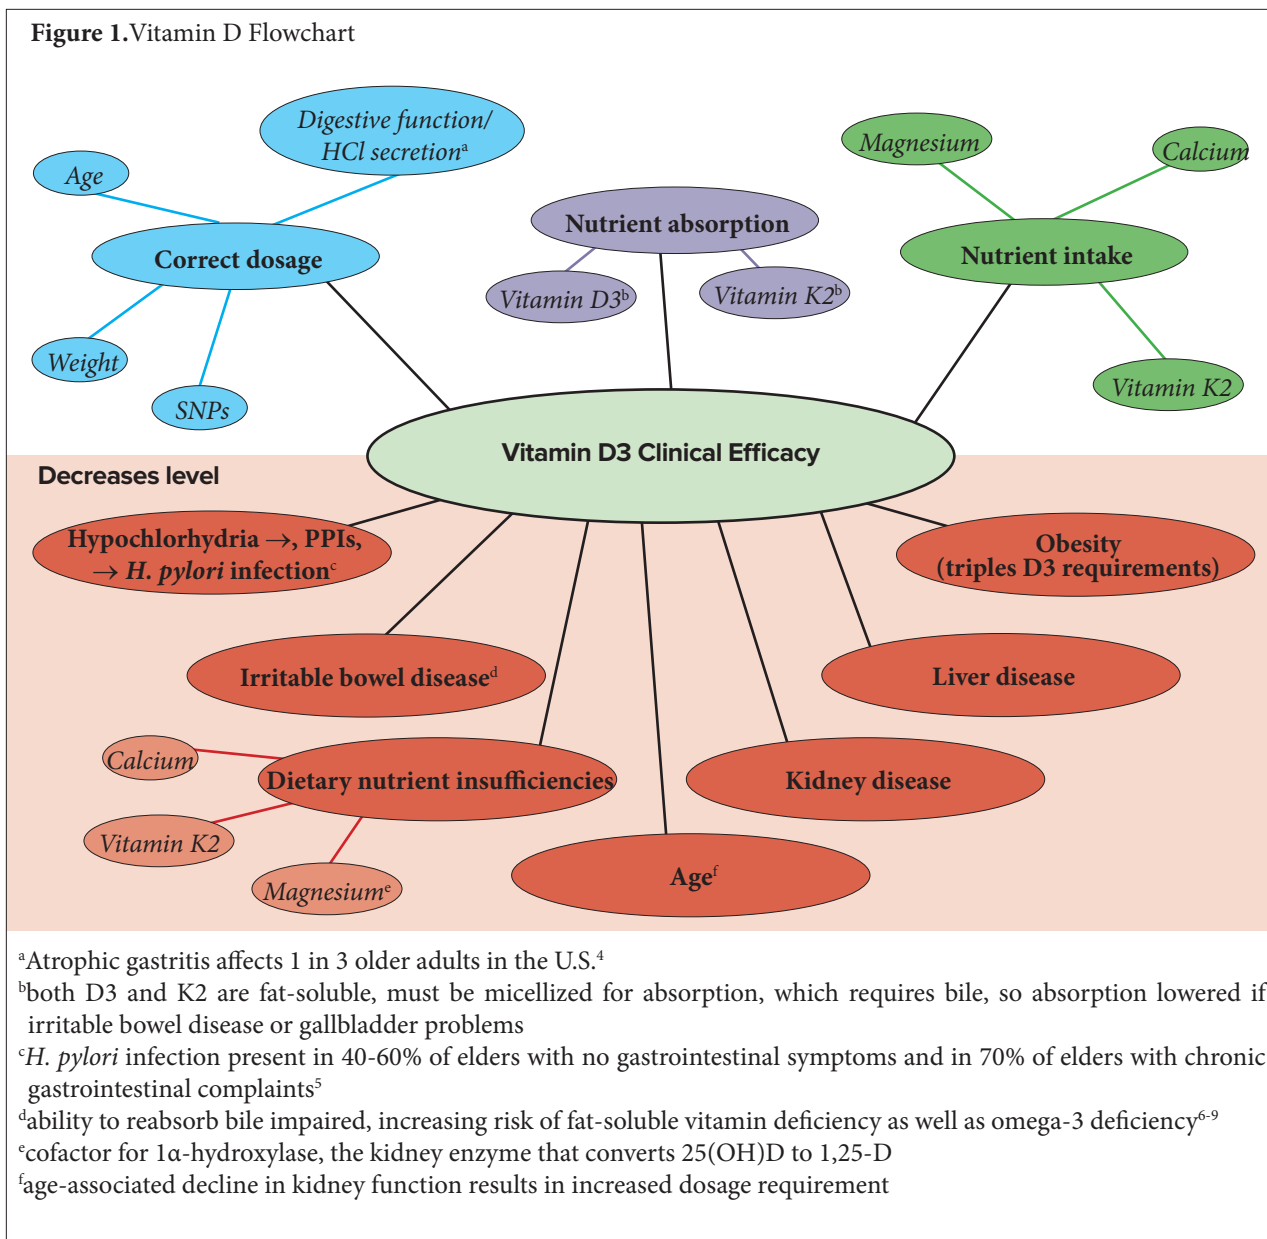 Figure 1.Vitamin D Flowchart
Digestive function/
HCl secretionᵃ
Age
Correct dosage
Weight
SNPs
Nutrient absorption
Vitamin D3ᵇ
Vitamin K2ᵇ
Magnesium
Calcium
Nutrient intake
Vitamin K2
Vitamin D3 Clinical Efficacy
Decreases level
Hypochlorhydria →, PPIs,
→ H. pylori infectionᶜ
Obesity
(triples D3 requirements)
Irritable bowel diseaseᵈ
Liver disease
Calcium
Dietary nutrient insufficiencies
Vitamin K2
Magnesiumᵉ
Kidney disease
Ageᶠ
ᵃAtrophic gastritis affects 1 in 3 older adults in the U.S.⁴
ᵇboth D3 and K2 are fat-soluble, must be micellized for absorption, which requires bile, so absorption lowered if
irritable bowel disease or gallbladder problems
ᶜH. pylori infection present in 40-60% of elders with no gastrointestinal symptoms and in 70% of elders with chronic
gastrointestinal complaints⁵
ᵈability to reabsorb bile impaired, increasing risk of fat-soluble vitamin deficiency as well as omega-3 deficiency⁶⁻⁹
ᵉcofactor for 1α-hydroxylase, the kidney enzyme that converts 25(OH)D to 1,25-D
ᶠage-associated decline in kidney function results in increased dosage requirement